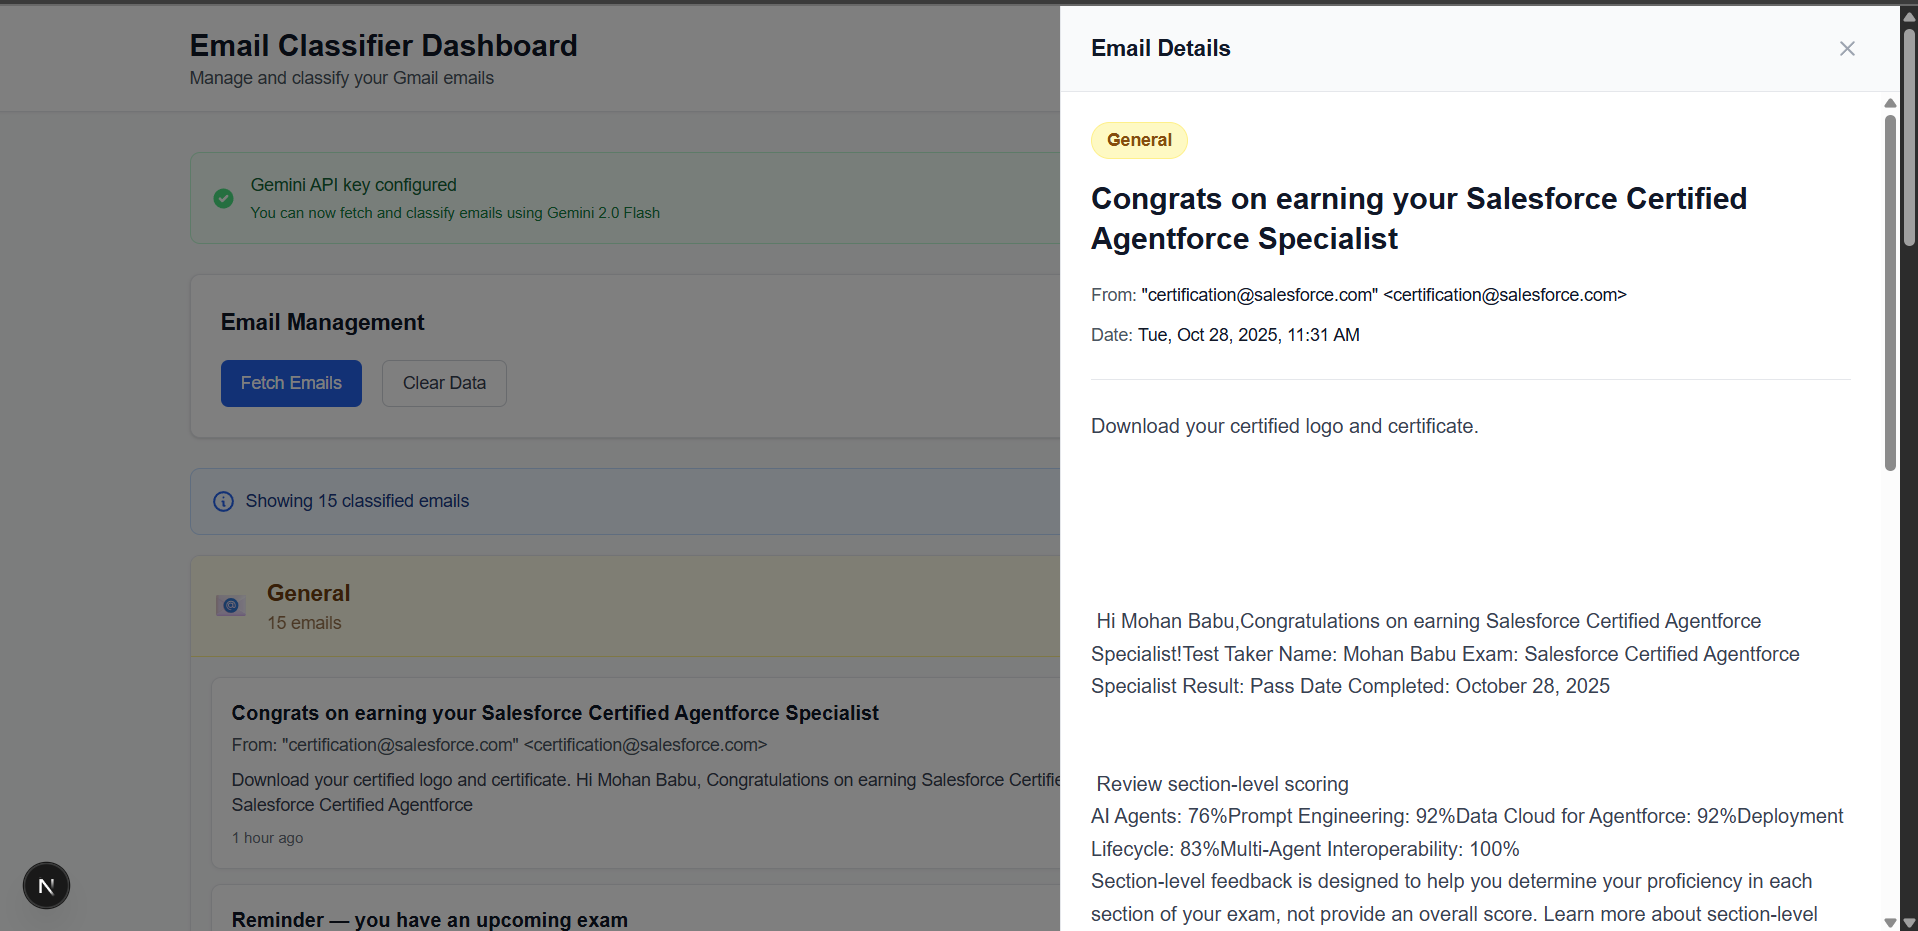 Email Classifier Dashboard
Manage and classify your Gmail emails
Gemini API key configured
You can now fetch and classify emails using Gemini 2.0 Flash
Email Management
Fetch Emails
Clear Data
Showing 15 classified emails
@
General
15 emails
Congrats on earning your Salesforce Certified Agentforce Specialist
From: "certification@salesforce.com" <certification@salesforce.com>
Download your certified logo and certificate. Hi Mohan Babu, Congratulations on earning Salesforce Certifie
Salesforce Certified Agentforce
1 hour ago
Reminder — you have an upcoming exam
N
Email Details
General
Congrats on earning your Salesforce Certified
Agentforce Specialist
From: "certification@salesforce.com" <certification@salesforce.com>
Date: Tue, Oct 28, 2025, 11:31 AM
Download your certified logo and certificate.
Hi Mohan Babu,Congratulations on earning Salesforce Certified Agentforce
Specialist!Test Taker Name: Mohan Babu Exam: Salesforce Certified Agentforce
Specialist Result: Pass Date Completed: October 28, 2025
Review section-level scoring
AI Agents: 76%Prompt Engineering: 92%Data Cloud for Agentforce: 92%Deployment
Lifecycle: 83%Multi-Agent Interoperability: 100%
Section-level feedback is designed to help you determine your proficiency in each
section of your exam, not provide an overall score. Learn more about section-level